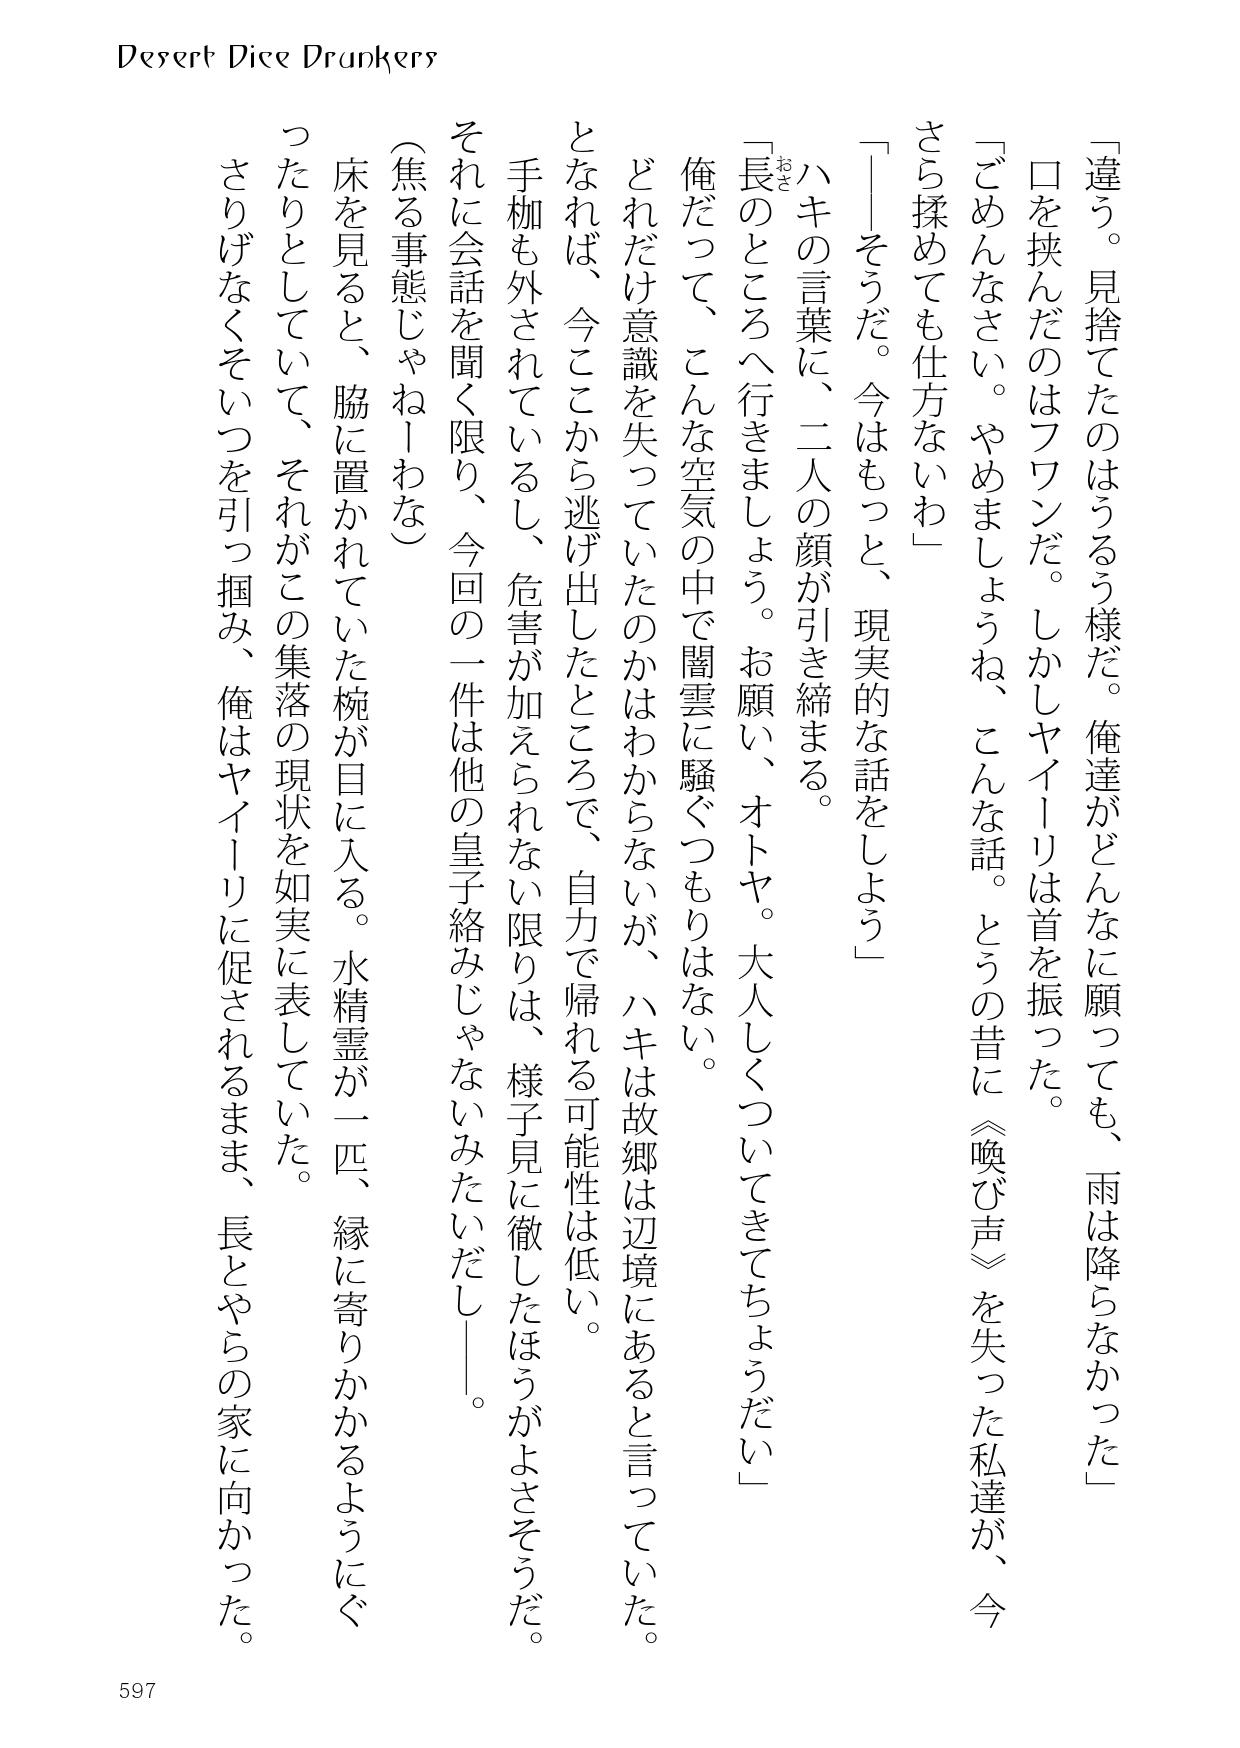 Desert Dice Drunkers
「違う。見捨てたのはうるう様だ。俺達がどんなに願っても、雨は降らなかった」
口を挟んだのはフワンだ。しかしヤイーリは首を振った。
「ごめんなさい。やめましょうね、こんな話。とうの昔に《喚び声》を失った私達が、今
さら揉めても仕方ないわ」
「――そうだ。今はもっと、現実的な話をしよう」
ハキの言葉に、二人の顔が引き締まる。
「長おさのところへ行きましょう。お願い、オトヤ。大人しくついてきてちょうだい」
俺だって、こんな空気の中で闇雲に騒ぐつもりはない。
どれだけ意識を失っていたのかはわからないが、ハキは故郷は辺境にあると言っていた。
となれば、今ここから逃げ出したところで、自力で帰れる可能性は低い。
手枷も外されているし、危害が加えられない限りは、様子見に徹したほうがよさそうだ。
それに会話を聞く限り、今回の一件は他の皇子絡みじゃないみたいだし――。
（焦る事態じゃねーわな）
床を見ると、脇に置かれていた椀が目に入る。水精霊が一匹、縁に寄りかかるようにぐ
ったりとしていて、それがこの集落の現状を如実に表していた。
さりげなくそいつを引っ掴み、俺はヤイーリに促されるまま、長とやらの家に向かった。
597